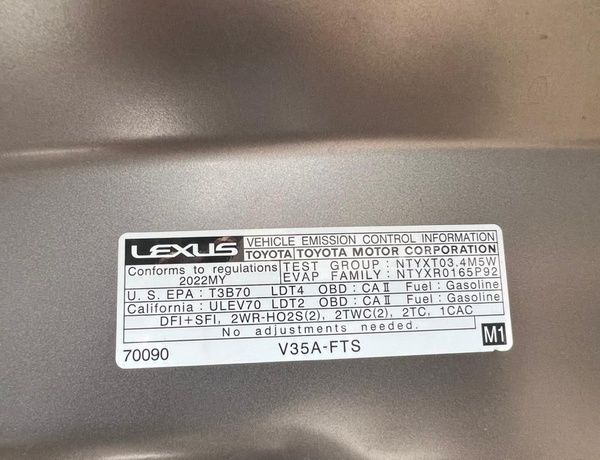 LEXUS VEHICLE EMISSION CONTROL INFORMATION
TOYOTA TOYOTA MOTOR CORPORATION
Conforms to regulations TEST GROUP : NTYXT03.4M5W
2022MY EVAP FAMILY : NTYXR0165P92
U. S. EPA : T3B70 LDT4 OBD : CA II Fuel : Gasoline
California : ULEV70 LDT2 OBD : CA II Fuel : Gasoline
DFI+SFI, 2WR-HO2S(2), 2TWC(2), 2TC, 1CAC
No adjustments needed.
70090 V35A-FTS M1